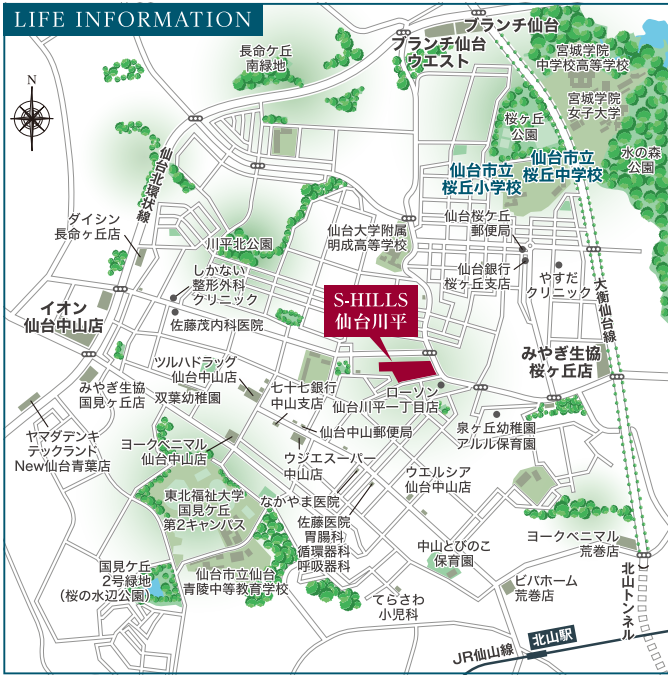 LIFE INFORMATION
ブランチ仙台
ブランチ仙台
ウエスト
長命ケ丘
南緑地
宮城学院
中学校高等学校
宮城学院
女子大学
N
桜ヶ丘
公園
水の森
公園
仙台北環状線
仙台市立
桜丘小学校
仙台市立
桜丘中学校
ダイシン
長命ヶ丘店
川平北公園
仙台大学附属
明成高等学校
仙台桜ケ丘
郵便局
しかない
整形外科
クリニック
仙台銀行
桜ヶ丘支店
やすだ
クリニック
大衡仙台線
イオン
仙台中山店
佐藤茂内科医院
S-HILLS
仙台川平
みやぎ生協
桜ヶ丘店
ツルハドラッグ
仙台中山店
みやぎ生協
国見ヶ丘店
双葉幼稚園
七十七銀行
中山支店
ローソン
仙台川平一丁目店
ヤマダデンキ
テックランド
New仙台青葉店
ヨークベニマル
仙台中山店
仙台中山郵便局
泉ヶ丘幼稚園
アルル保育園
ウジエスーパー
中山店
ウエルシア
仙台中山店
東北福祉大学
国見ケ丘
第2キャンパス
なかやま医院
佐藤医院
胃腸科
循環器科
呼吸器科
中山とびのこ
保育園
ヨークベニマル
荒巻店
国見ケ丘
2号緑地
(桜の水辺公園)
仙台市立仙台
青陵中等教育学校
てらさわ
小児科
ビバホーム
荒巻店
北山トンネル
JR仙山線
北山駅